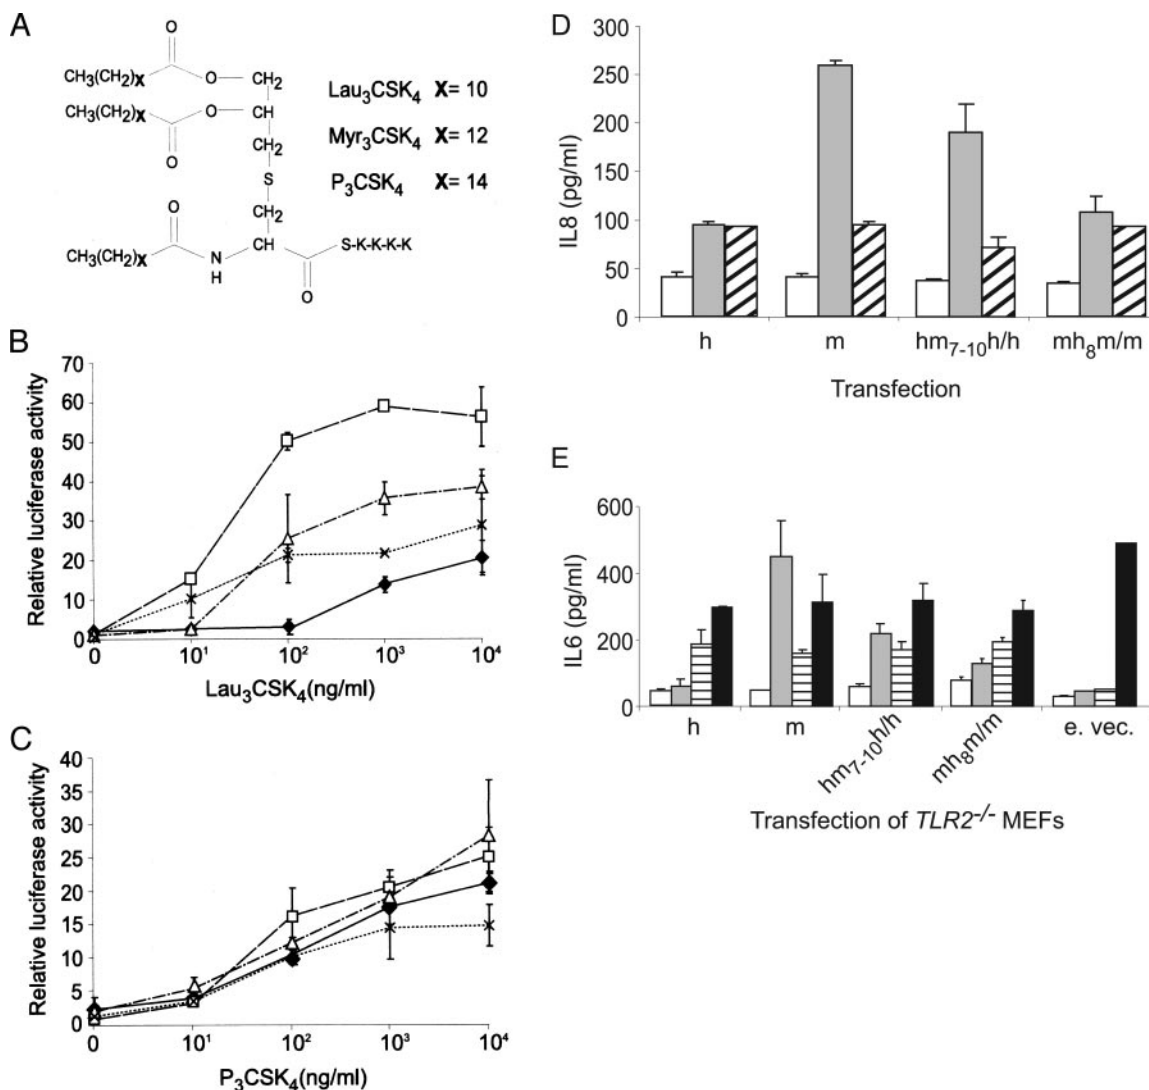 A
O
CH3(CH2)X
O
CH2
CH3(CH2)X
O
CH
O
CH2
S
O
CH2
CH3(CH2)X
N
H
CH
S-K-K-K-K
O
Lau3CSK4 X= 10
Myr3CSK4 X= 12
P3CSK4 X= 14
B
Relative luciferase activity
70
60
50
40
30
20
10
0
0 10¹ 10² 10³ 10⁴
Lau3CSK4(ng/ml)
C
Relative luciferase activity
40
35
30
25
20
15
10
5
0
0 10¹ 10² 10³ 10⁴
P3CSK4(ng/ml)
D
IL8 (pg/ml)
300
250
200
150
100
50
0
h m hm7-10h/h mh8m/m
Transfection
E
IL6 (pg/ml)
600
400
200
0
h m hm7-10h/h mh8m/m e. vec.
Transfection of TLR2-/- MEFs